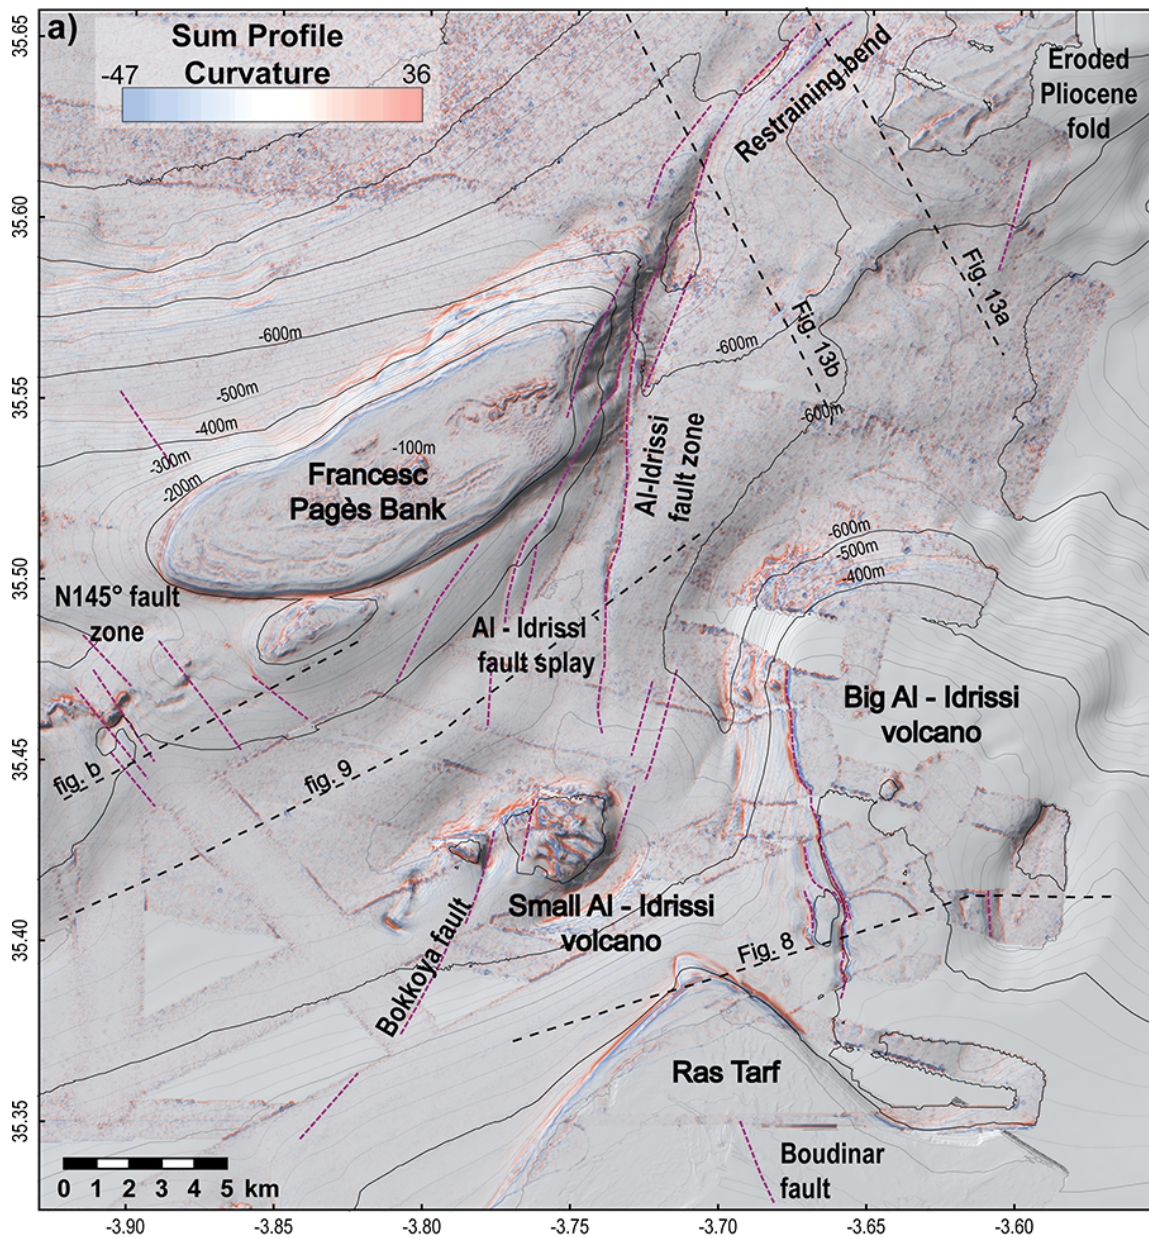 a)
Sum Profile
Curvature
-47
36
Restraining bend
Eroded
Pliocene
fold
35.65
35.60
35.55
35.50
35.45
35.40
35.35
Fig. 13a
Fig. 13b
-600m
-500m
-400m
-300m
-200m
-100m
-600m
-600m
Francesc
Pagès Bank
Al-Idrissi
fault zone
-600m
-500m
-400m
N145° fault
zone
Al - Idrissi
fault splay
Big Al - Idrissi
volcano
fig. b
fig. 9
Small Al - Idrissi
volcano
Bokkoya fault
Fig. 8
Ras Tarf
Boudinar
fault
0 1 2 3 4 5 km
-3.90
-3.85
-3.80
-3.75
-3.70
-3.65
-3.60